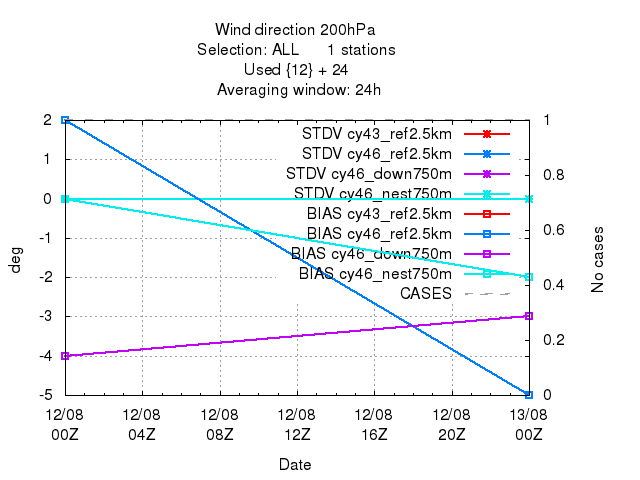 Wind direction 200hPa
Selection: ALL 1 stations
Used {12} + 24
Averaging window: 24h
2 1
STDV cy43_ref2.5km
STDV cy46_ref2.5km
1
STDV cy46_down750m 0.8
0 STDV cy46_nest750m
BIAS cy43_ref2.5km
BIAS cy46_ref2.5km 0.6
-1
BIAS cy46_down750m
-2 BIAS cy46_nest750m
CASES 0.4
-3
0.2
-4
-5 0
deg
No cases
12/08 12/08 12/08 12/08 12/08 12/08 13/08
00Z 04Z 08Z 12Z 16Z 20Z 00Z
Date